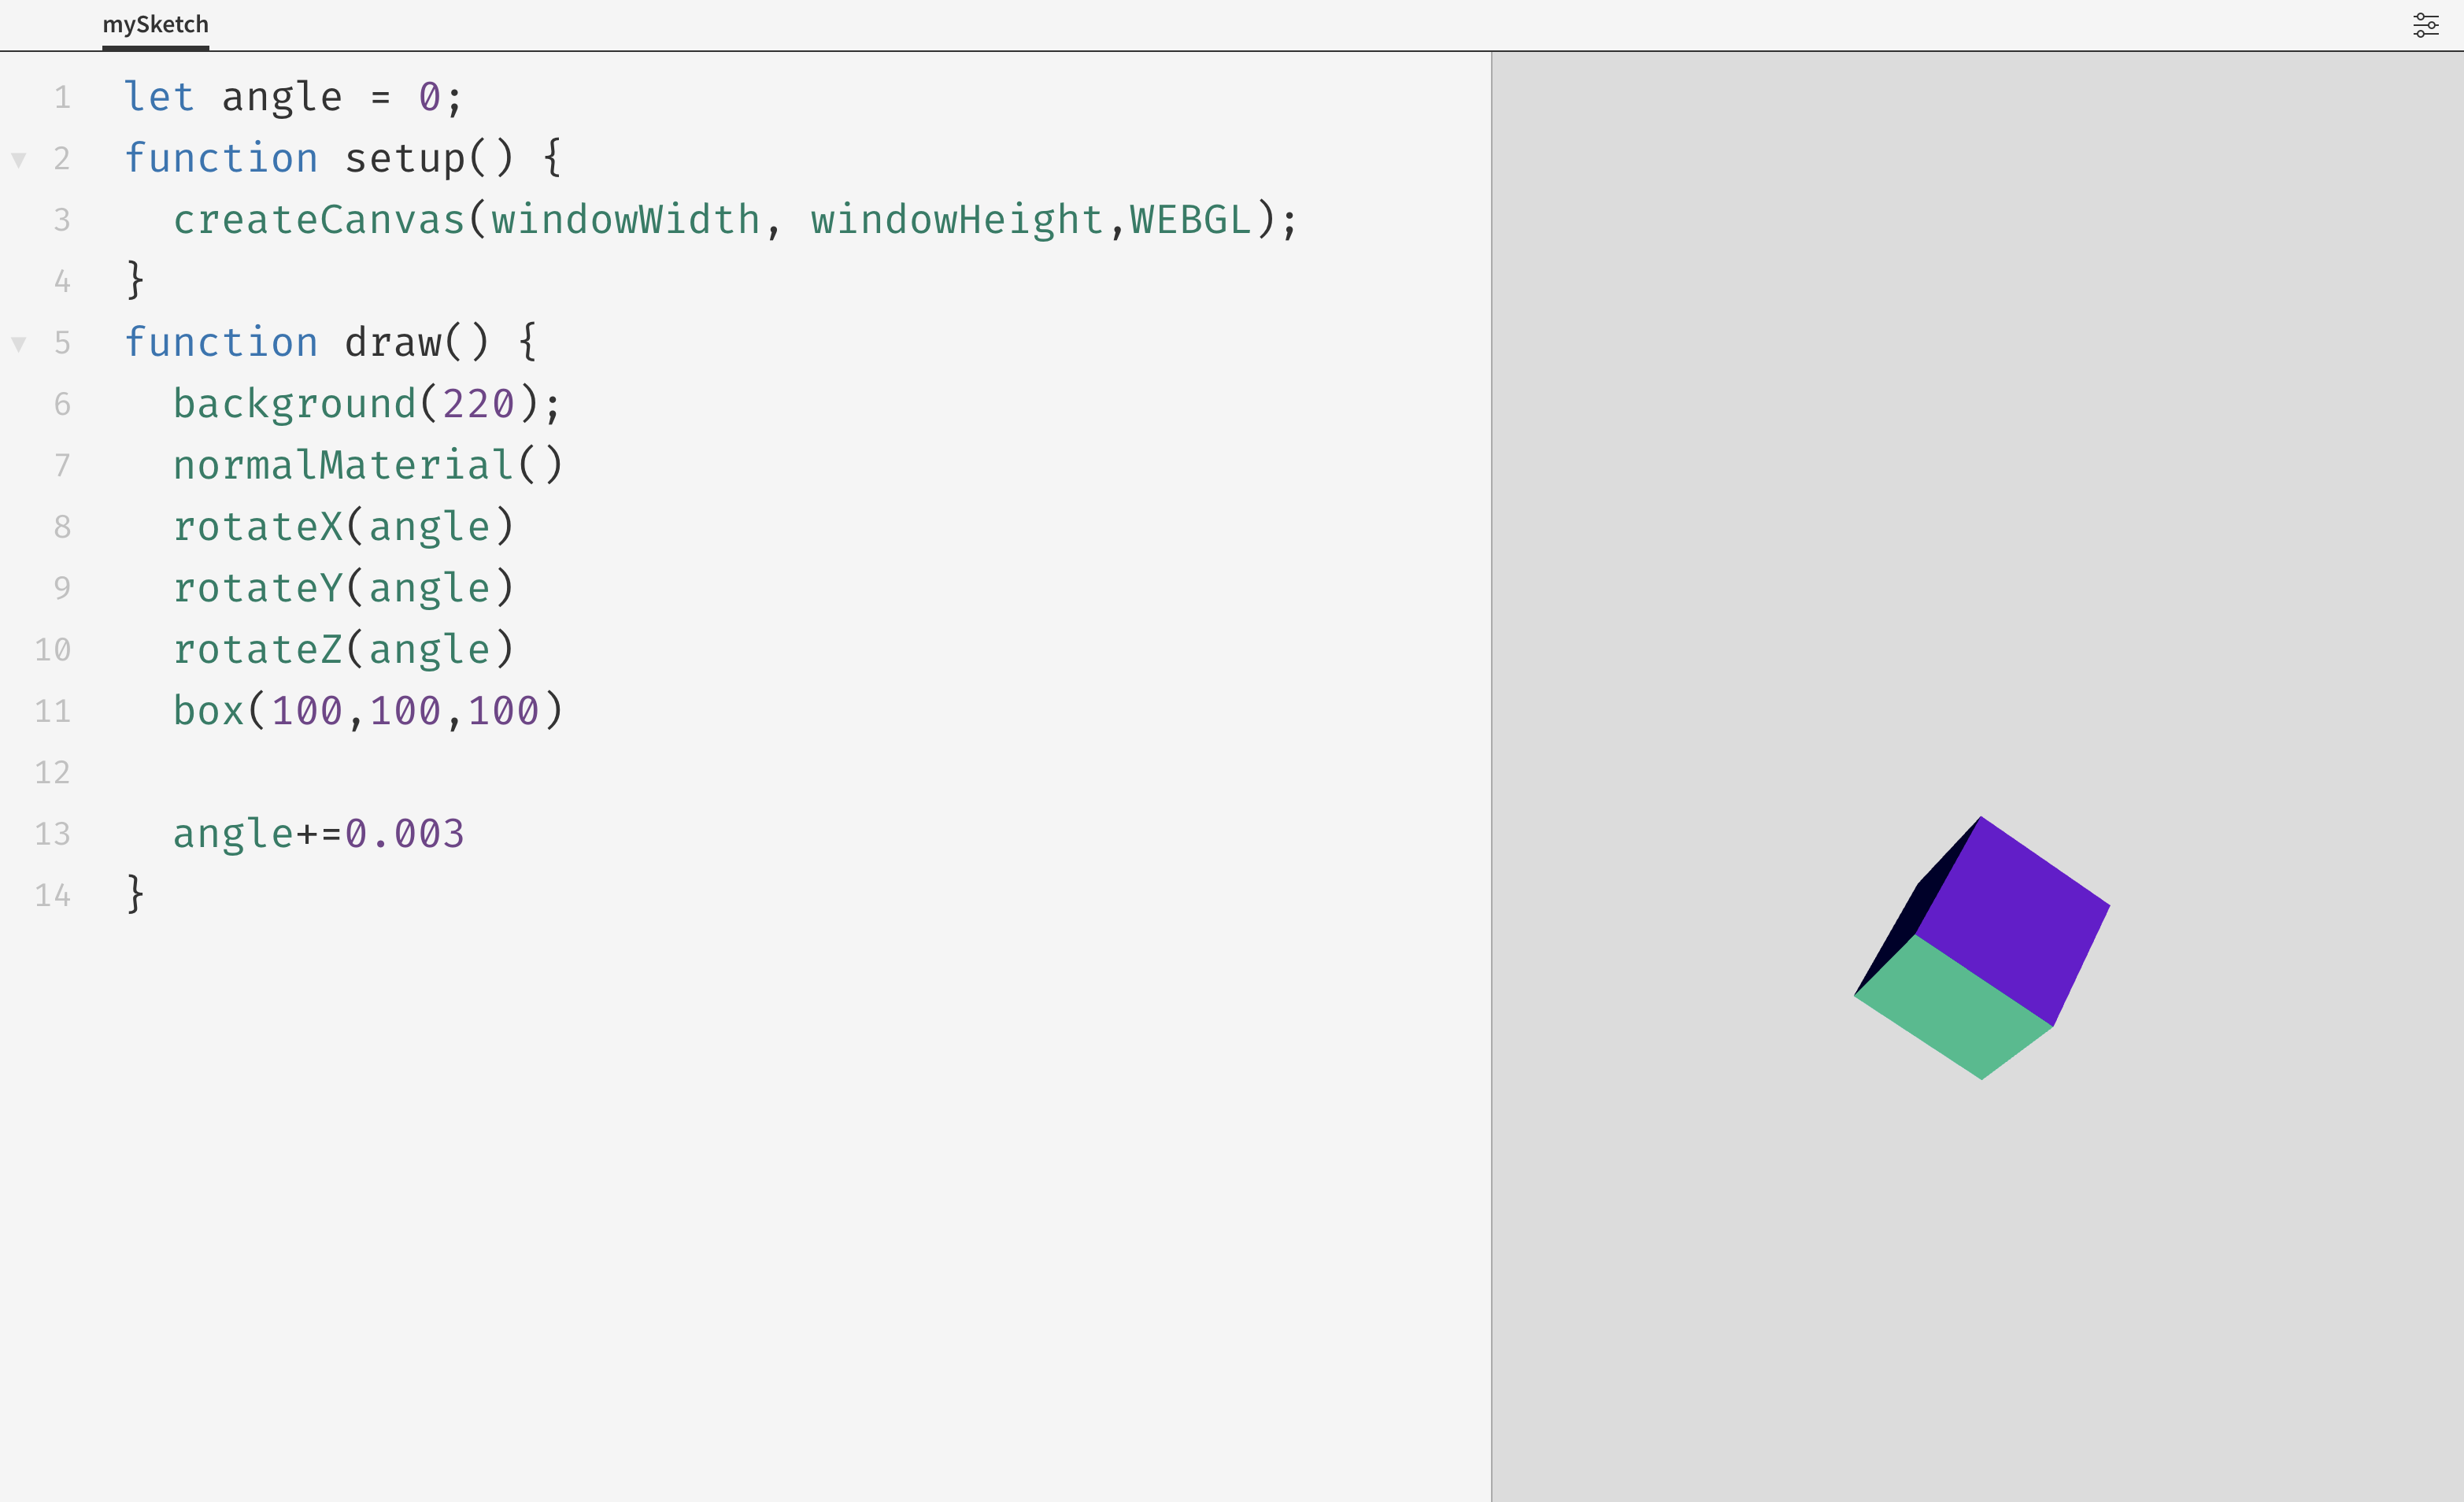 mySketch
1 let angle = 0;
2 function setup() {
3 createCanvas(windowWidth, windowHeight,WEBGL);
4 }
5 function draw() {
6 background(220);
7 normalMaterial()
8 rotateX(angle)
9 rotateY(angle)
10 rotateZ(angle)
11 box(100,100,100)
12
13 angle+=0.003
14 }